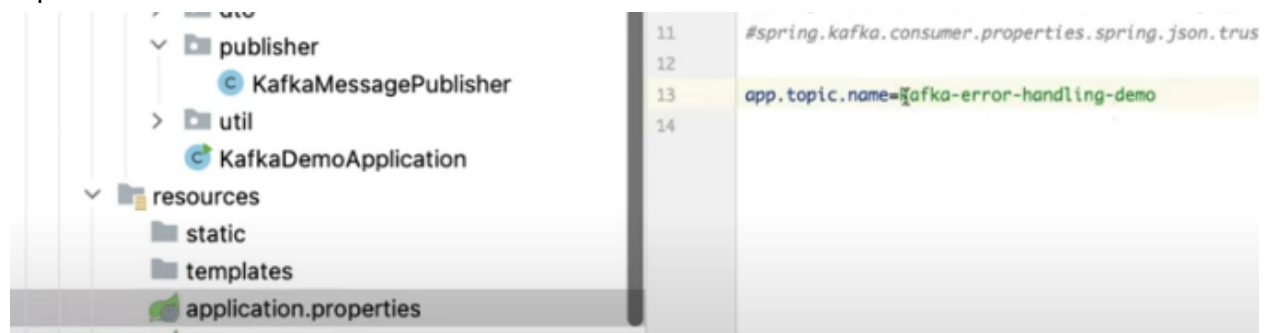 publisher
KafkaMessagePublisher
util
KafkaDemoApplication
resources
static
templates
application.properties
11 #spring.kafka.consumer.properties.spring.json.trus
12
13 app.topic.name=kafka-error-handling-demo
14